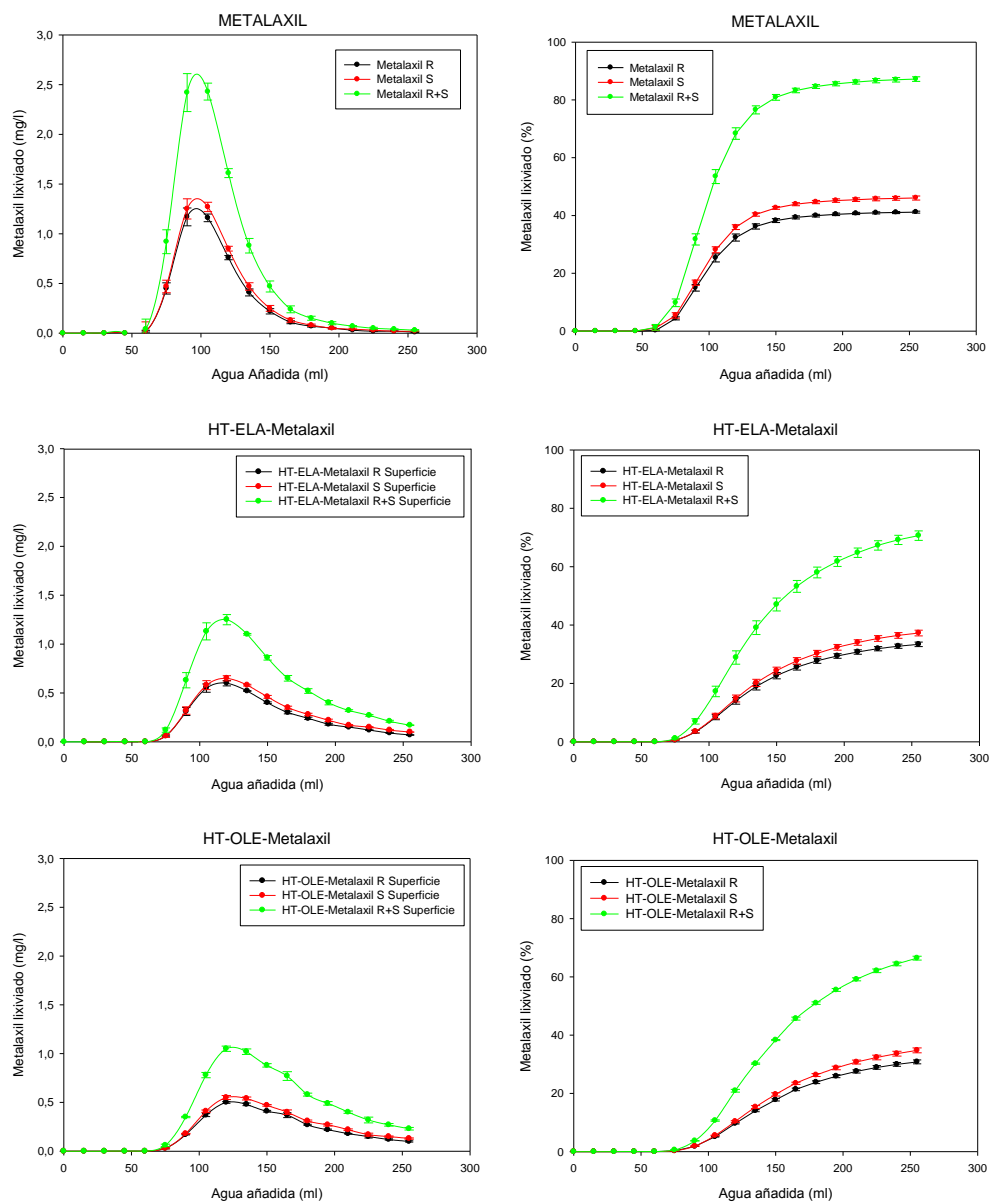 METALAXIL
3,0
2,5
2,0
1,5
1,0
0,5
0,0
Metalaxil lixiviado (mg/l)
Metalaxil R
Metalaxil S
Metalaxil R+S
0 50 100 150 200 250 300
Agua Añadida (ml)
METALAXIL
100
80
60
40
20
0
Metalaxil lixiviado (%)
Metalaxil R
Metalaxil S
Metalaxil R+S
0 50 100 150 200 250 300
Agua añadida (ml)
HT-ELA-Metalaxil
3,0
2,5
2,0
1,5
1,0
0,5
0,0
Metalaxil lixiviado (mg/l)
HT-ELA-Metalaxil R Superficie
HT-ELA-Metalaxil S Superficie
HT-ELA-Metalaxil R+S Superficie
0 50 100 150 200 250 300
Agua añadida (ml)
HT-ELA-Metalaxil
100
80
60
40
20
0
Metalaxil lixiviado (%)
HT-ELA-Metalaxil R
HT-ELA-Metalaxil S
HT-ELA-Metalaxil R+S
0 50 100 150 200 250 300
Agua añadida (ml)
HT-OLE-Metalaxil
3,0
2,5
2,0
1,5
1,0
0,5
0,0
Metalaxil lixiviado (mg/l)
HT-OLE-Metalaxil R Superficie
HT-OLE-Metalaxil S Superficie
HT-OLE-Metalaxil R+S Superficie
0 50 100 150 200 250 300
Agua añadida (ml)
HT-OLE-Metalaxil
100
80
60
40
20
0
Metalaxil lixiviado (%)
HT-OLE-Metalaxil R
HT-OLE-Metalaxil S
HT-OLE-Metalaxil R+S
0 50 100 150 200 250 300
Agua añadida (ml)